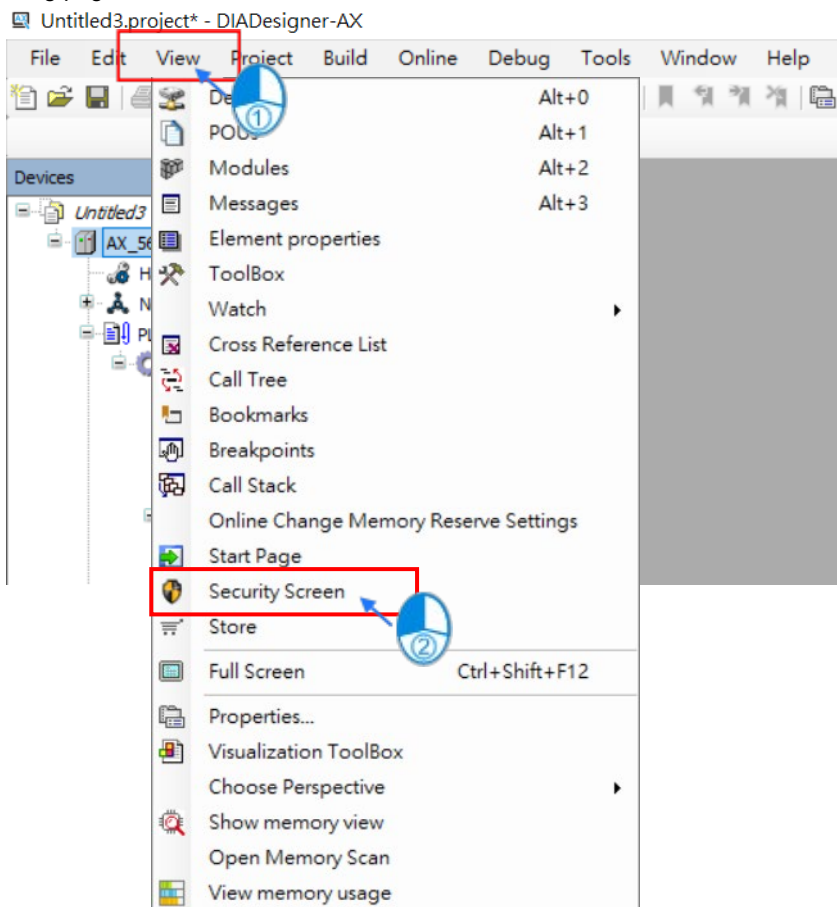 Untitled3.project* - DIADesigner-AX
File Edit View Project Build Online Debug Tools Window Help
① Alt+0
POUs Alt+1
Devices
Modules Alt+2
Untitled3
Messages Alt+3
AX_56
Element properties
H
ToolBox
N
Watch
PL
Cross Reference List
Call Tree
Bookmarks
Breakpoints
Call Stack
Online Change Memory Reserve Settings
Start Page
Security Screen
②
Store
Full Screen Ctrl+Shift+F12
Properties...
Visualization ToolBox
Choose Perspective
Show memory view
Open Memory Scan
View memory usage